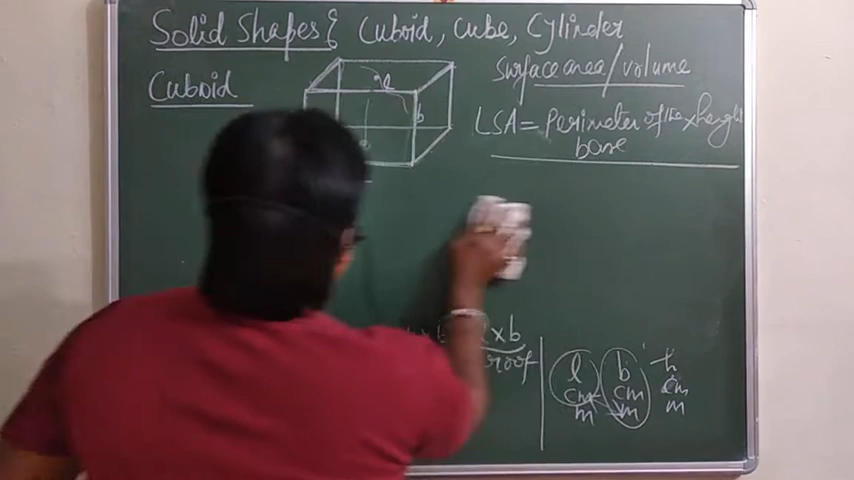 Solid Shapes { Cuboid, Cube, Cylinder
Surface area / volume
Cuboid
l
b
LSA = Perimeter of the × height
base
l × b
roof
l b h
cm cm cm
m m m